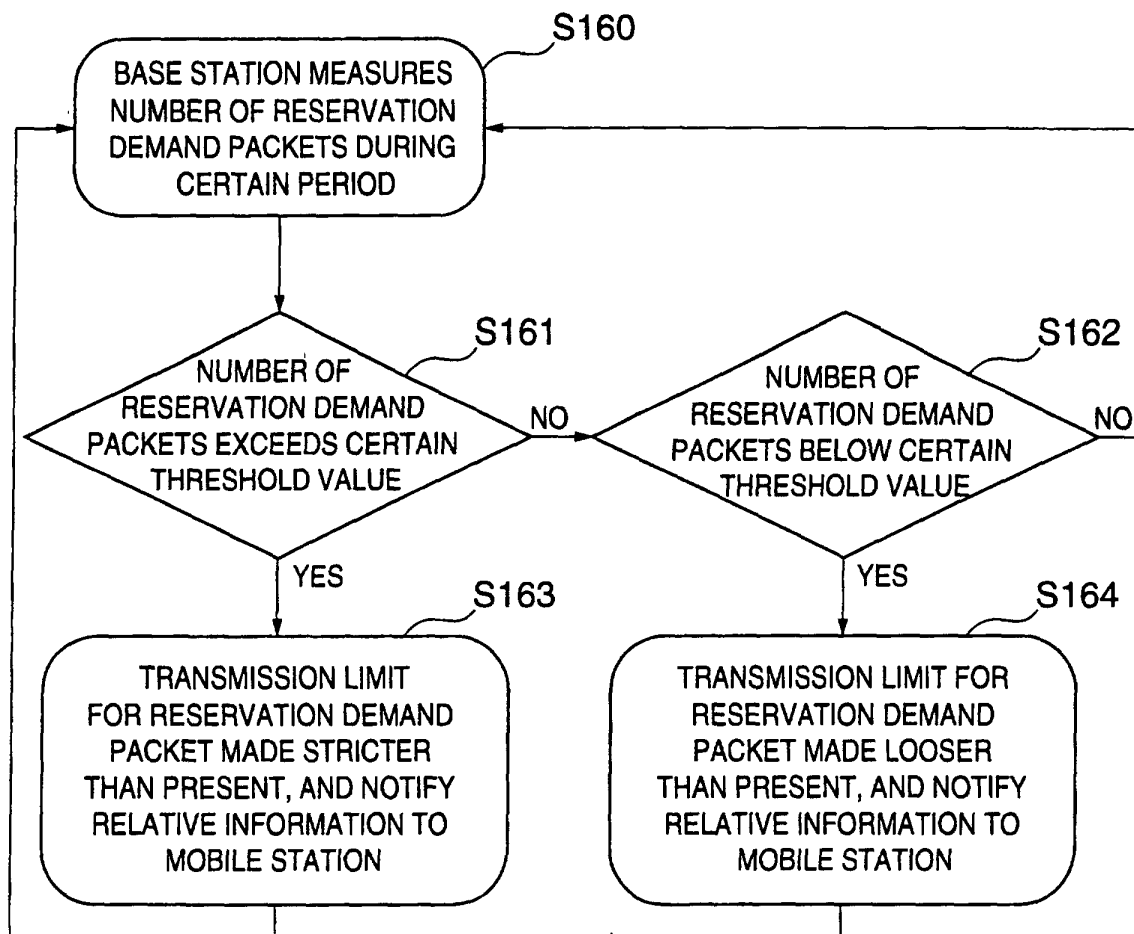 S160
BASE STATION MEASURES
NUMBER OF RESERVATION
DEMAND PACKETS DURING
CERTAIN PERIOD
S161
NUMBER OF
RESERVATION DEMAND
PACKETS EXCEEDS CERTAIN
THRESHOLD VALUE
NO
S162
NUMBER OF
RESERVATION DEMAND
PACKETS BELOW CERTAIN
THRESHOLD VALUE
NO
YES
S163
TRANSMISSION LIMIT
FOR RESERVATION DEMAND
PACKET MADE STRICTER
THAN PRESENT, AND NOTIFY
RELATIVE INFORMATION TO
MOBILE STATION
YES
S164
TRANSMISSION LIMIT FOR
RESERVATION DEMAND
PACKET MADE LOOSER
THAN PRESENT, AND NOTIFY
RELATIVE INFORMATION TO
MOBILE STATION